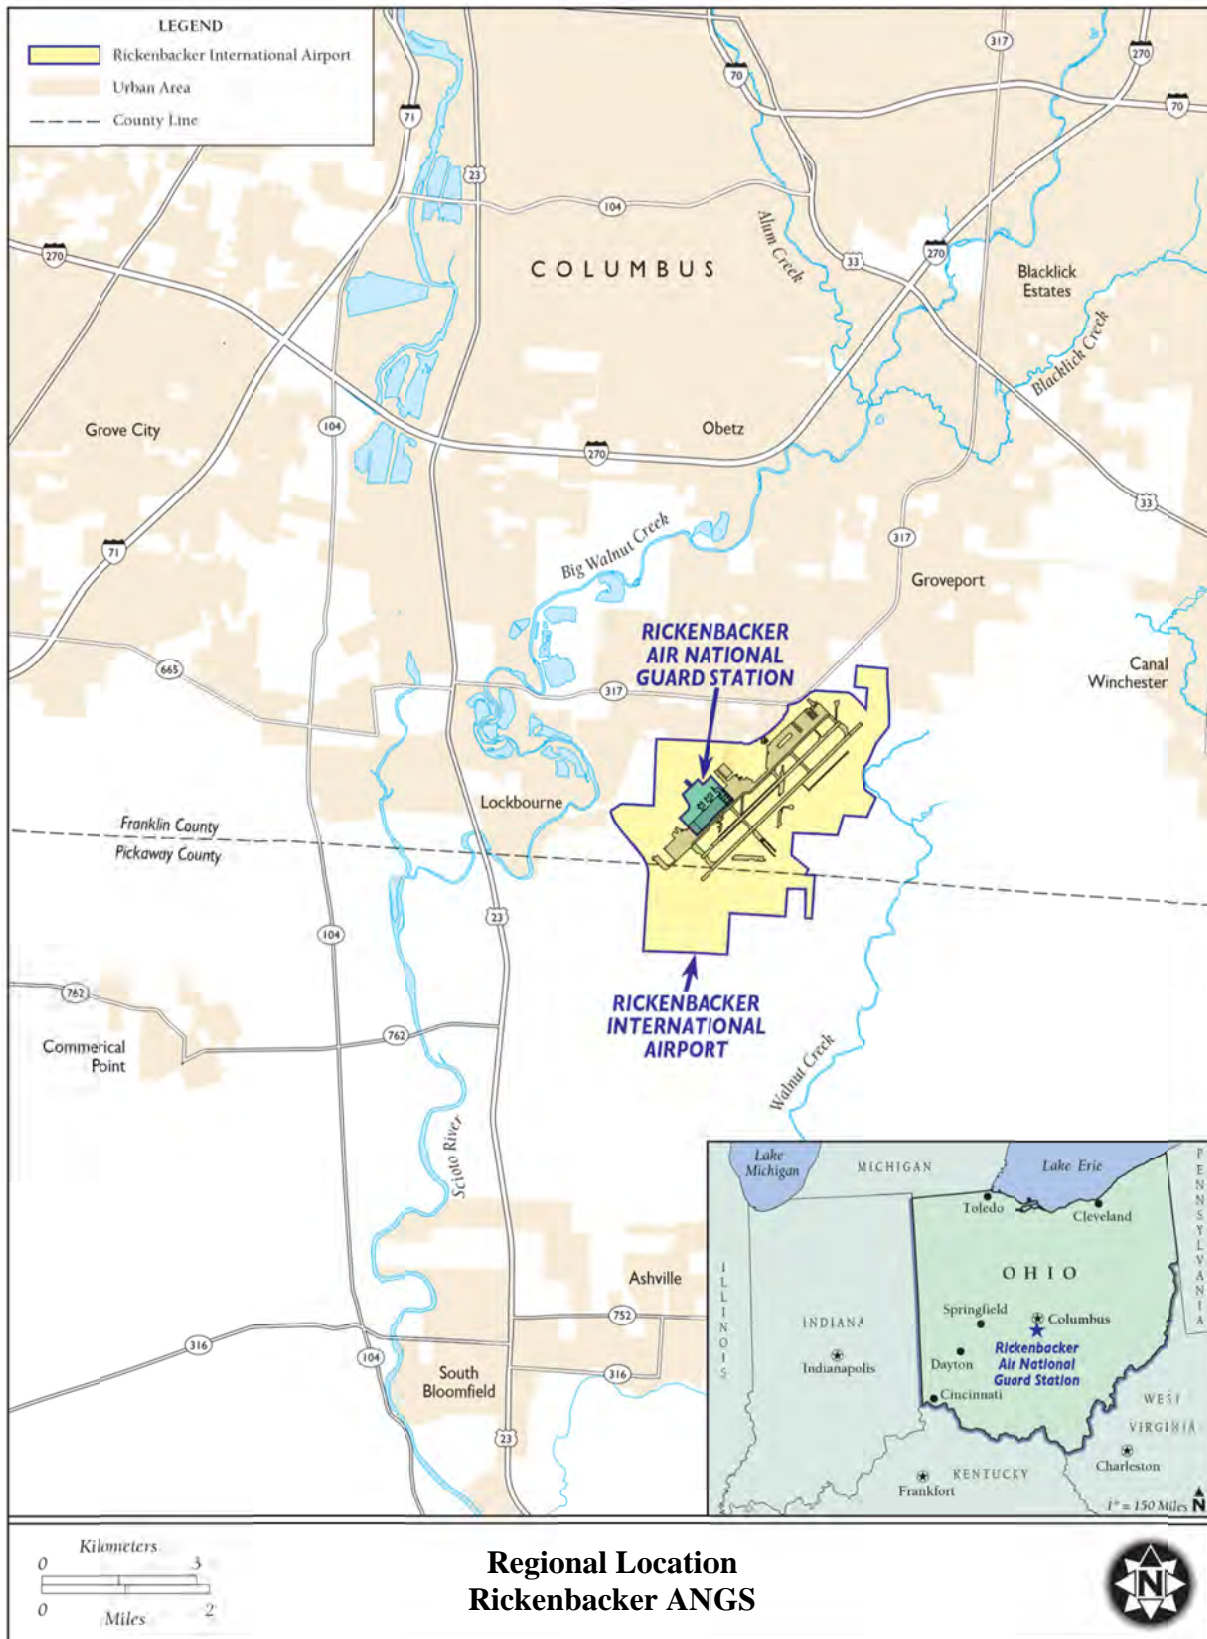 LEGEND
Rickenbacker International Airport
Urban Area
County Line
71
23
70
317
270
70
104
COLUMBUS
Alum Creek
33
270
270
Blacklick
Estates
Blacklick Creek
Grove City
104
270
Obetz
33
71
Big Walnut Creek
317
Groveport
RICKENBACKER
AIR NATIONAL
GUARD STATION
Canal
Winchester
665
317
Lockbourne
Franklin County
Pickaway County
23
104
762
762
Commerical
Point
RICKENBACKER
INTERNATIONAL
AIRPORT
Walnut Creek
Scioto River
Ashville
752
316
104
316
South
Bloomfield
23
Lake
Michigan
MICHIGAN
Lake Erie
PENNSYLVANIA
Toledo
Cleveland
ILLINOIS
OHIO
INDIANA
Springfield
Columbus
Indianapolis
Dayton
Rickenbacker
Air National
Guard Station
Cincinnati
WEST
VIRGINIA
Charleston
KENTUCKY
Frankfort
1" = 150 Miles N
Kilometers
0 3
0 2
Miles
Regional Location
Rickenbacker ANGS
N